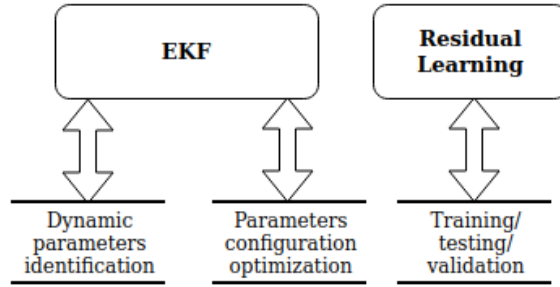 EKF
Residual
Learning
Dynamic
parameters
identification
Parameters
configuration
optimization
Training/
testing/
validation